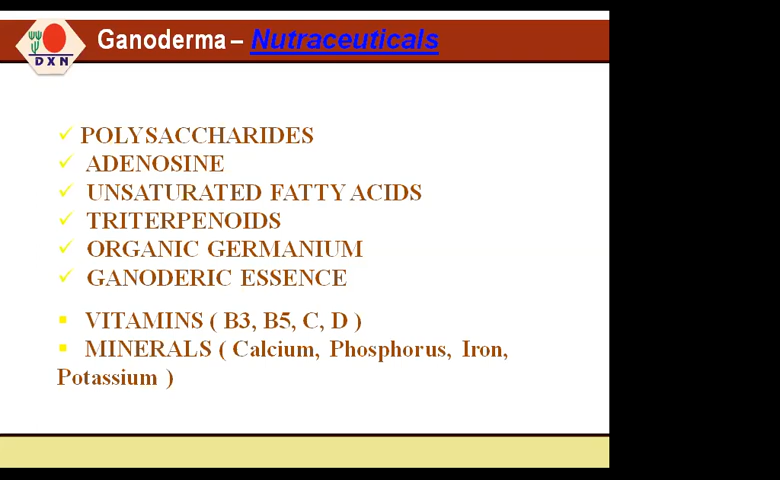 Ganoderma – Nutraceuticals
DXN
✓ POLYSACCHARIDES
✓ ADENOSINE
✓ UNSATURATED FATTY ACIDS
✓ TRITERPENOIDS
✓ ORGANIC GERMANIUM
✓ GANODERIC ESSENCE
▪ VITAMINS ( B3, B5, C, D )
▪ MINERALS ( Calcium, Phosphorus, Iron,
Potassium )